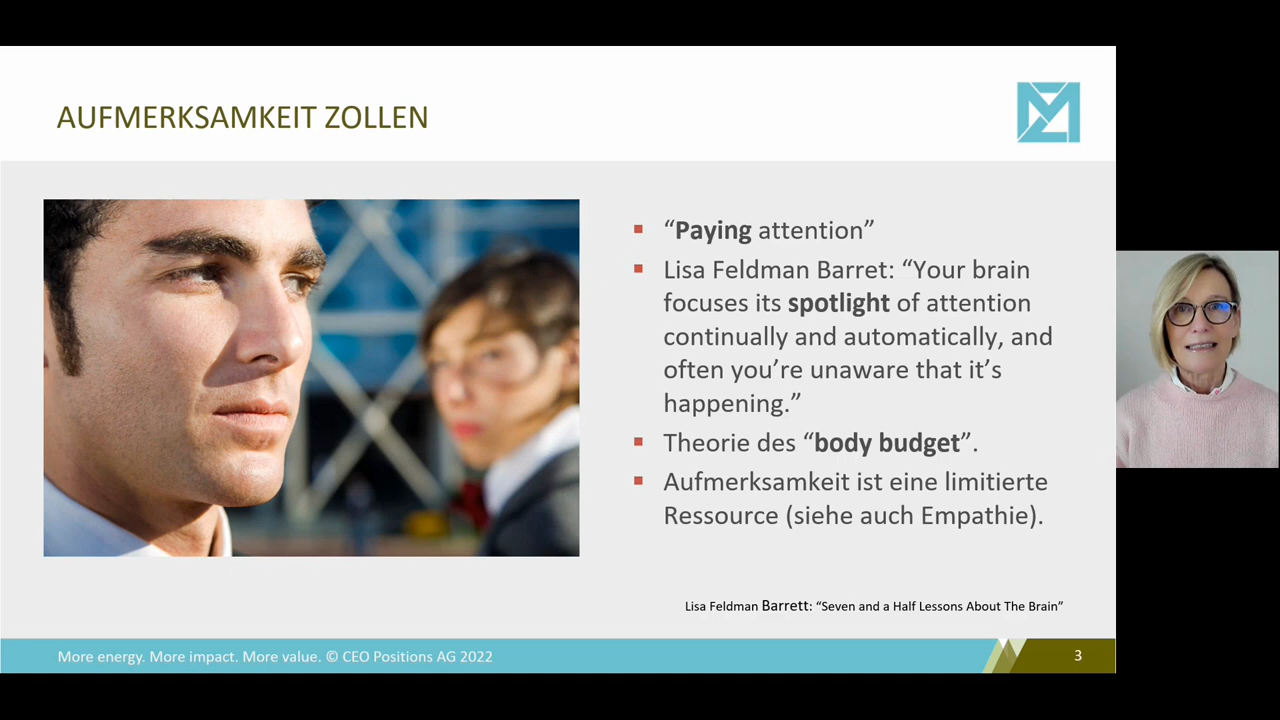 AUFMERKSAMKEIT ZOLLEN
“Paying attention”
Lisa Feldman Barret: “Your brain
focuses its spotlight of attention
continually and automatically, and
often you’re unaware that it’s
happening.”
Theorie des “body budget”.
Aufmerksamkeit ist eine limitierte
Ressource (siehe auch Empathie).
Lisa Feldman Barrett: “Seven and a Half Lessons About The Brain”
More energy. More impact. More value. © CEO Positions AG 2022
3